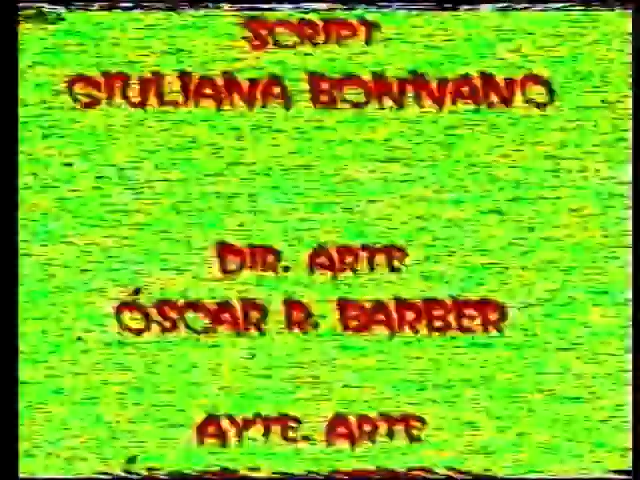 SCRIPT
GIULIANA BONNANO
DIR. ARTE
ÓSCAR R. BARBER
AYTE. ARTE